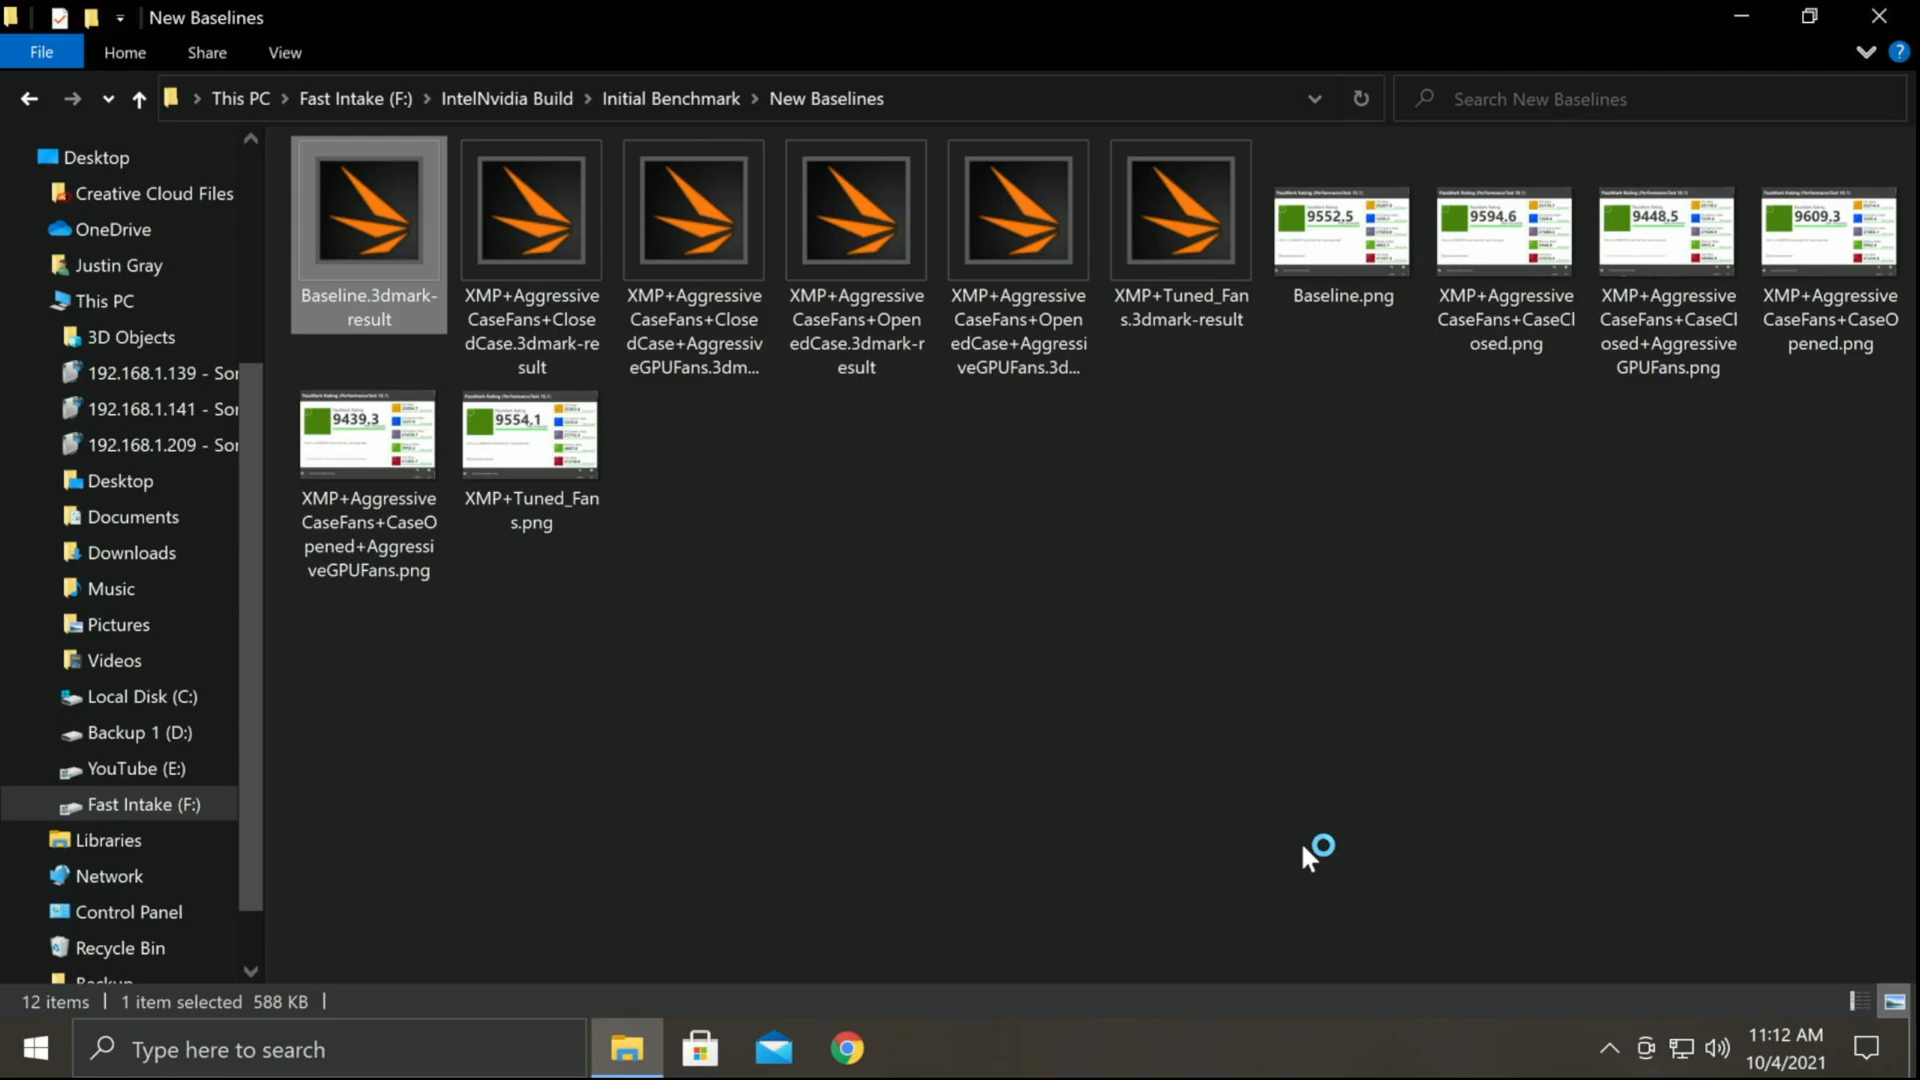 New Baselines
File
Home
Share
View
This PC
Fast Intake (F:)
IntelNvidia Build
Initial Benchmark
New Baselines
Search New Baselines
Desktop
Creative Cloud Files
OneDrive
Justin Gray
This PC
3D Objects
192.168.1.139 - Sor
192.168.1.141 - Sor
192.168.1.209 - Sor
Desktop
Documents
Downloads
Music
Pictures
Videos
Local Disk (C:)
Backup 1 (D:)
YouTube (E:)
Fast Intake (F:)
Libraries
Network
Control Panel
Recycle Bin
Backup
Baseline.3dmark-
result
XMP+Aggressive
CaseFans+Close
dCase.3dmark-re
sult
XMP+Aggressive
CaseFans+Close
dCase+Aggressiv
eGPUFans.3dm...
XMP+Aggressive
CaseFans+Open
edCase.3dmark-r
esult
XMP+Aggressive
CaseFans+Open
edCase+Aggressi
veGPUFans.3d...
XMP+Tuned_Fan
s.3dmark-result
9552.5
Baseline.png
9594.6
XMP+Aggressive
CaseFans+CaseCl
osed.png
9448.5
XMP+Aggressive
CaseFans+CaseCl
osed+Aggressive
GPUFans.png
9609.3
XMP+Aggressive
CaseFans+CaseO
pened.png
9439.3
XMP+Aggressive
CaseFans+CaseO
pened+Aggressi
veGPUFans.png
9554.1
XMP+Tuned_Fan
s.png
12 items
1 item selected 588 KB
Type here to search
11:12 AM
10/4/2021